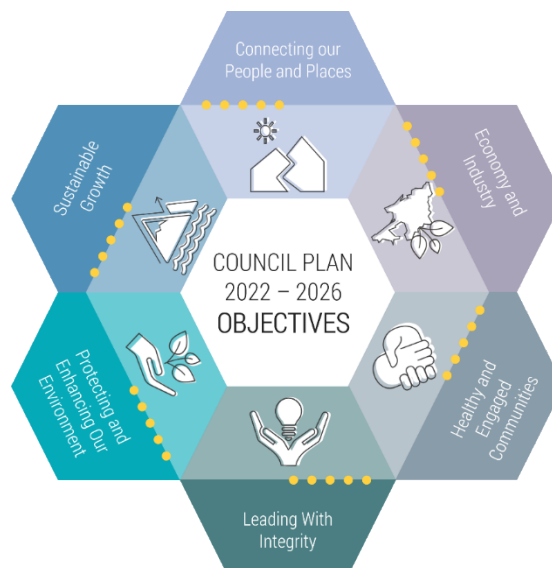 Connecting our
People and Places
Economy and
Industry
Healthy and
Engaged
Communities
Leading With
Integrity
Protecting and
Enhancing Our
Environment
Sustainable
Growth
COUNCIL PLAN
2022 – 2026
OBJECTIVES